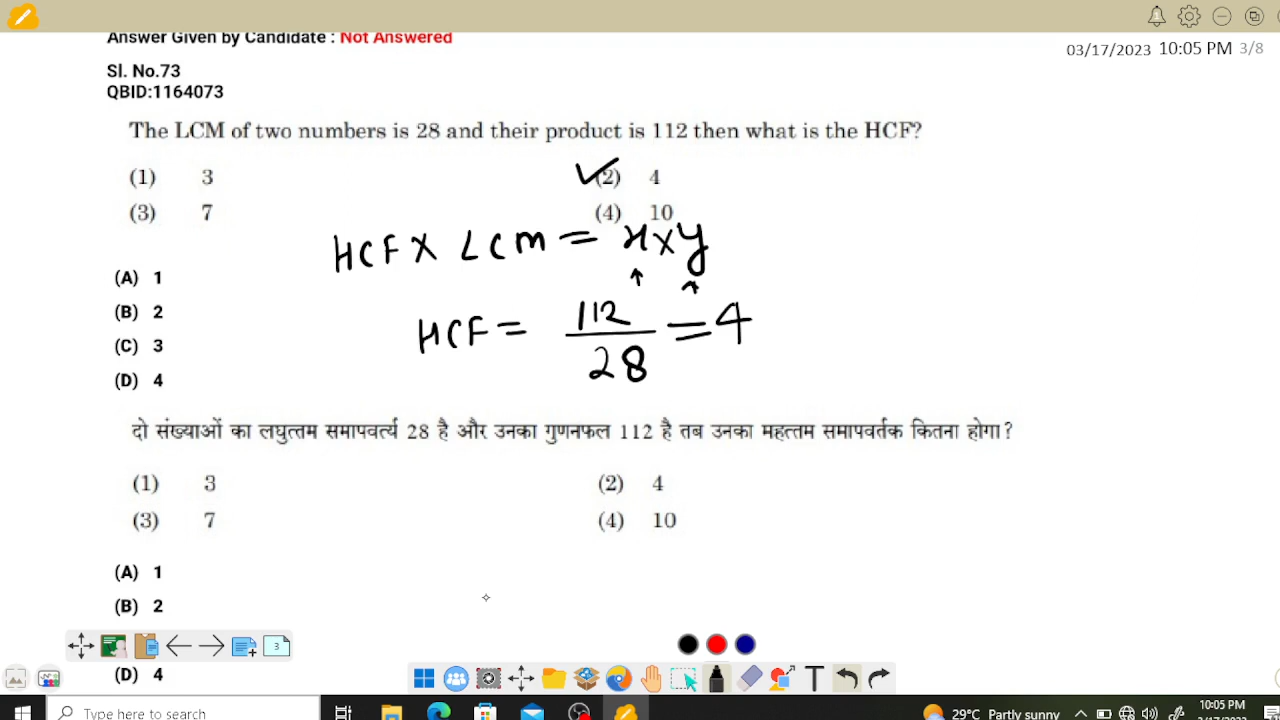 Answer Given by Candidate : Not Answered
03/17/2023 10:05 PM 3/8
Sl. No.73
QBID:1164073
The LCM of two numbers is 28 and their product is 112 then what is the HCF?
(1) 3 (2) 4
(3) 7 (4) 10
HCF X LCM = x x y
(A) 1
(B) 2
HCF = 112/28 = 4
(C) 3
(D) 4
दो संख्याओं का लघुत्तम समापवर्त्य 28 है और उनका गुणनफल 112 है तब उनका महत्तम समापवर्तक कितना होगा?
(1) 3 (2) 4
(3) 7 (4) 10
(A) 1
(B) 2
3
(D) 4
T
Type here to search
29°C Partly sunny
10:05 PM